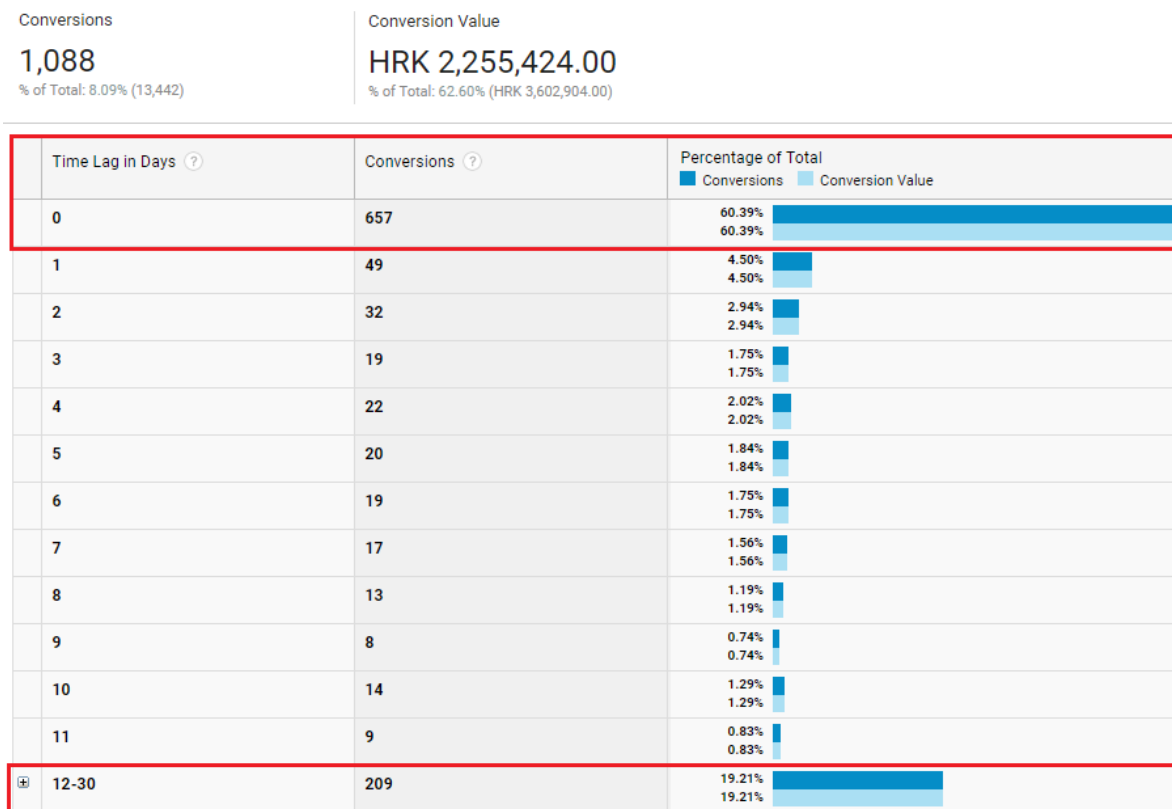 Conversions
1,088
% of Total: 8.09% (13,442)
Conversion Value
HRK 2,255,424.00
% of Total: 62.60% (HRK 3,602,904.00)
Time Lag in Days ?
Conversions ?
Percentage of Total
Conversions Conversion Value
0 657 60.39%
60.39%
1 49 4.50%
4.50%
2 32 2.94%
2.94%
3 19 1.75%
1.75%
4 22 2.02%
2.02%
5 20 1.84%
1.84%
6 19 1.75%
1.75%
7 17 1.56%
1.56%
8 13 1.19%
1.19%
9 8 0.74%
0.74%
10 14 1.29%
1.29%
11 9 0.83%
0.83%
12-30 209 19.21%
19.21%